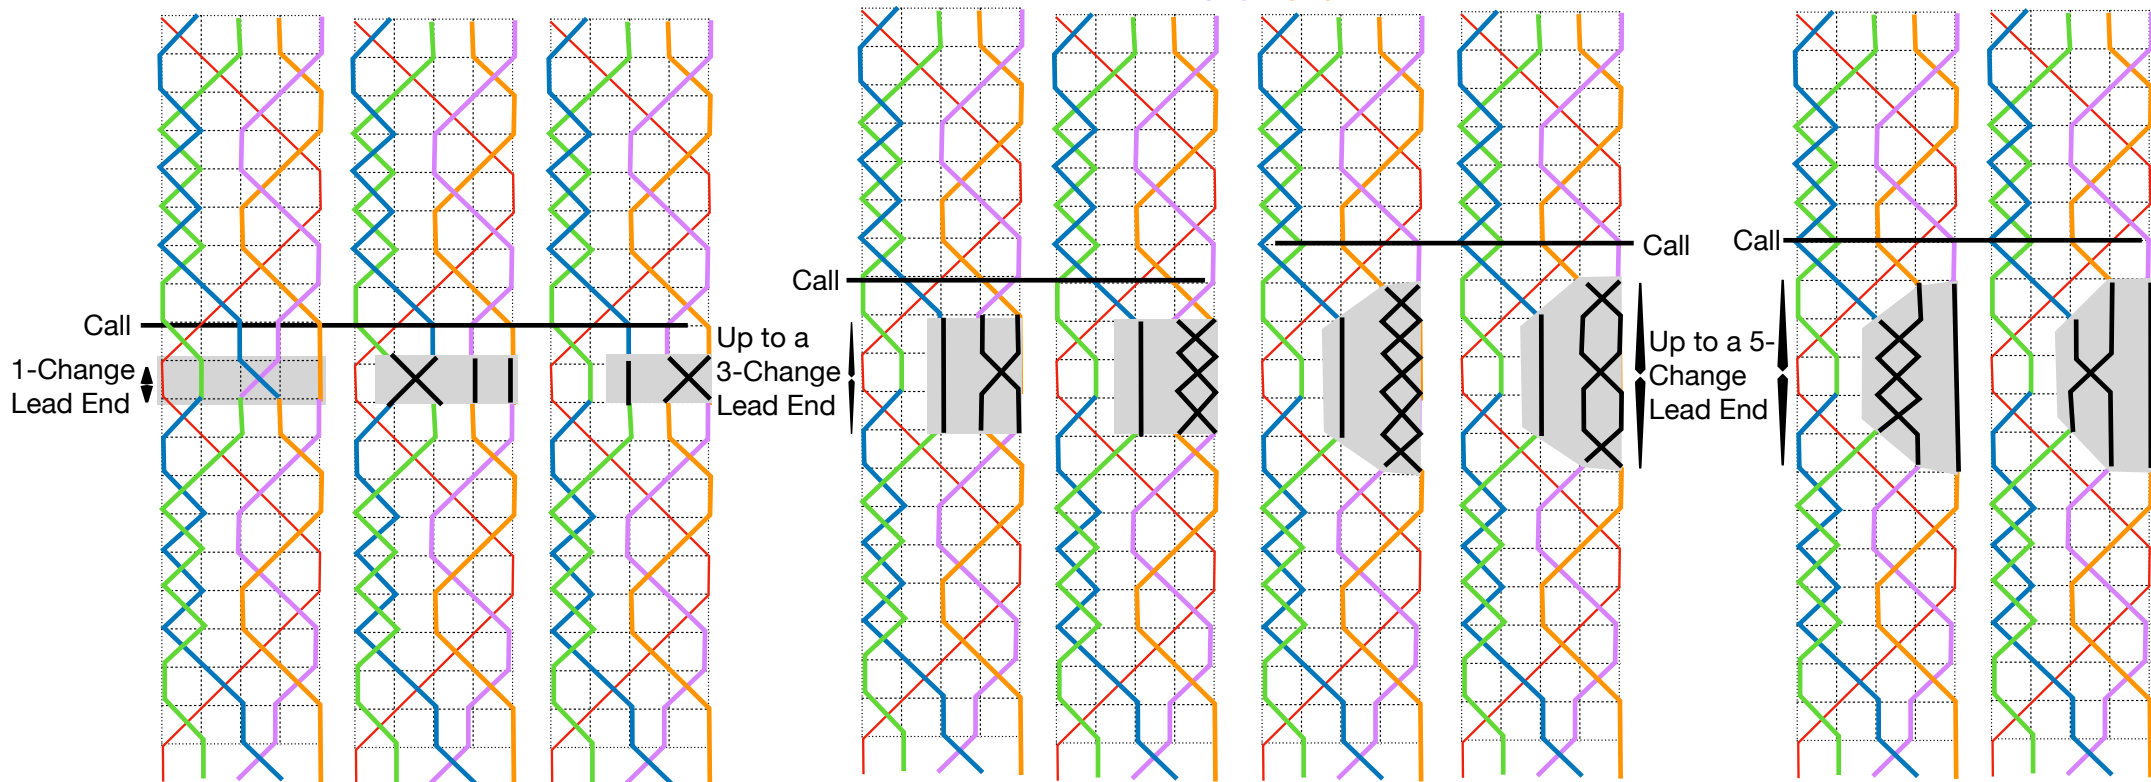 Call
1-Change
Lead End
Up to a
3-Change
Lead End
Call
Call
Up to a 5-
Change
Lead End
Call